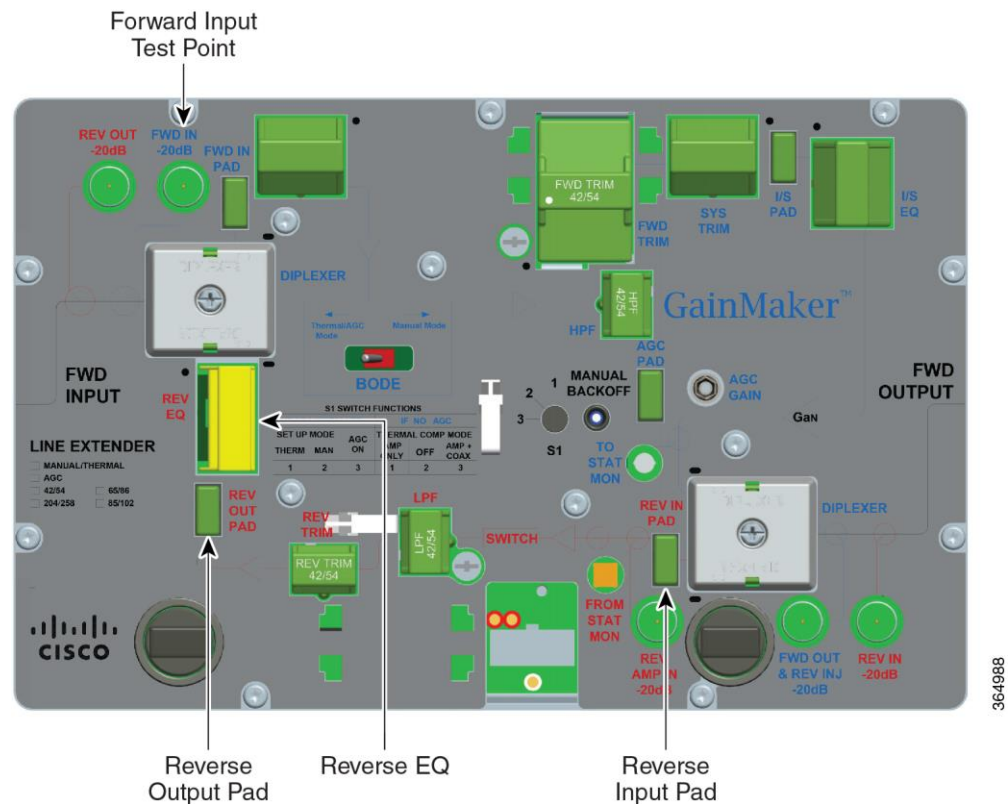 Forward Input
Test Point
REV OUT
-20dB
FWD IN
-20dB
FWD IN
PAD
FWD TRIM
42/54
FWD
TRIM
SYS
TRIM
I/S
PAD
I/S
EQ
DIPLEXER
HPF
42/54
HPF
GainMaker™
Thermal/AGC
Mode
Manual Mode
BODE
AGC
PAD
AGC
GAIN
FWD
INPUT
FWD
OUTPUT
REV
EQ
1
2
3
S1
MANUAL
BACKOFF
GaN
S1 SWITCH FUNCTIONS
IF NO AGC
SET UP MODE
AGC
ON
THERMAL COMP MODE
THERM
MAN
AMP
ONLY
OFF
AMP +
COAX
1 2 3 1 2 3
TO
STAT
MON
LINE EXTENDER
MANUAL/THERMAL
AGC
42/54 65/86
204/258 85/102
REV
OUT
PAD
REV
TRIM
REV TRIM
42/54
LPF
LPF
42/54
SWITCH
REV IN
PAD
DIPLEXER
FROM
STAT
MON
CISCO
REV
AMP IN
-20dB
FWD OUT
& REV INJ
-20dB
REV IN
-20dB
Reverse
Output Pad
Reverse EQ
Reverse
Input Pad
364988